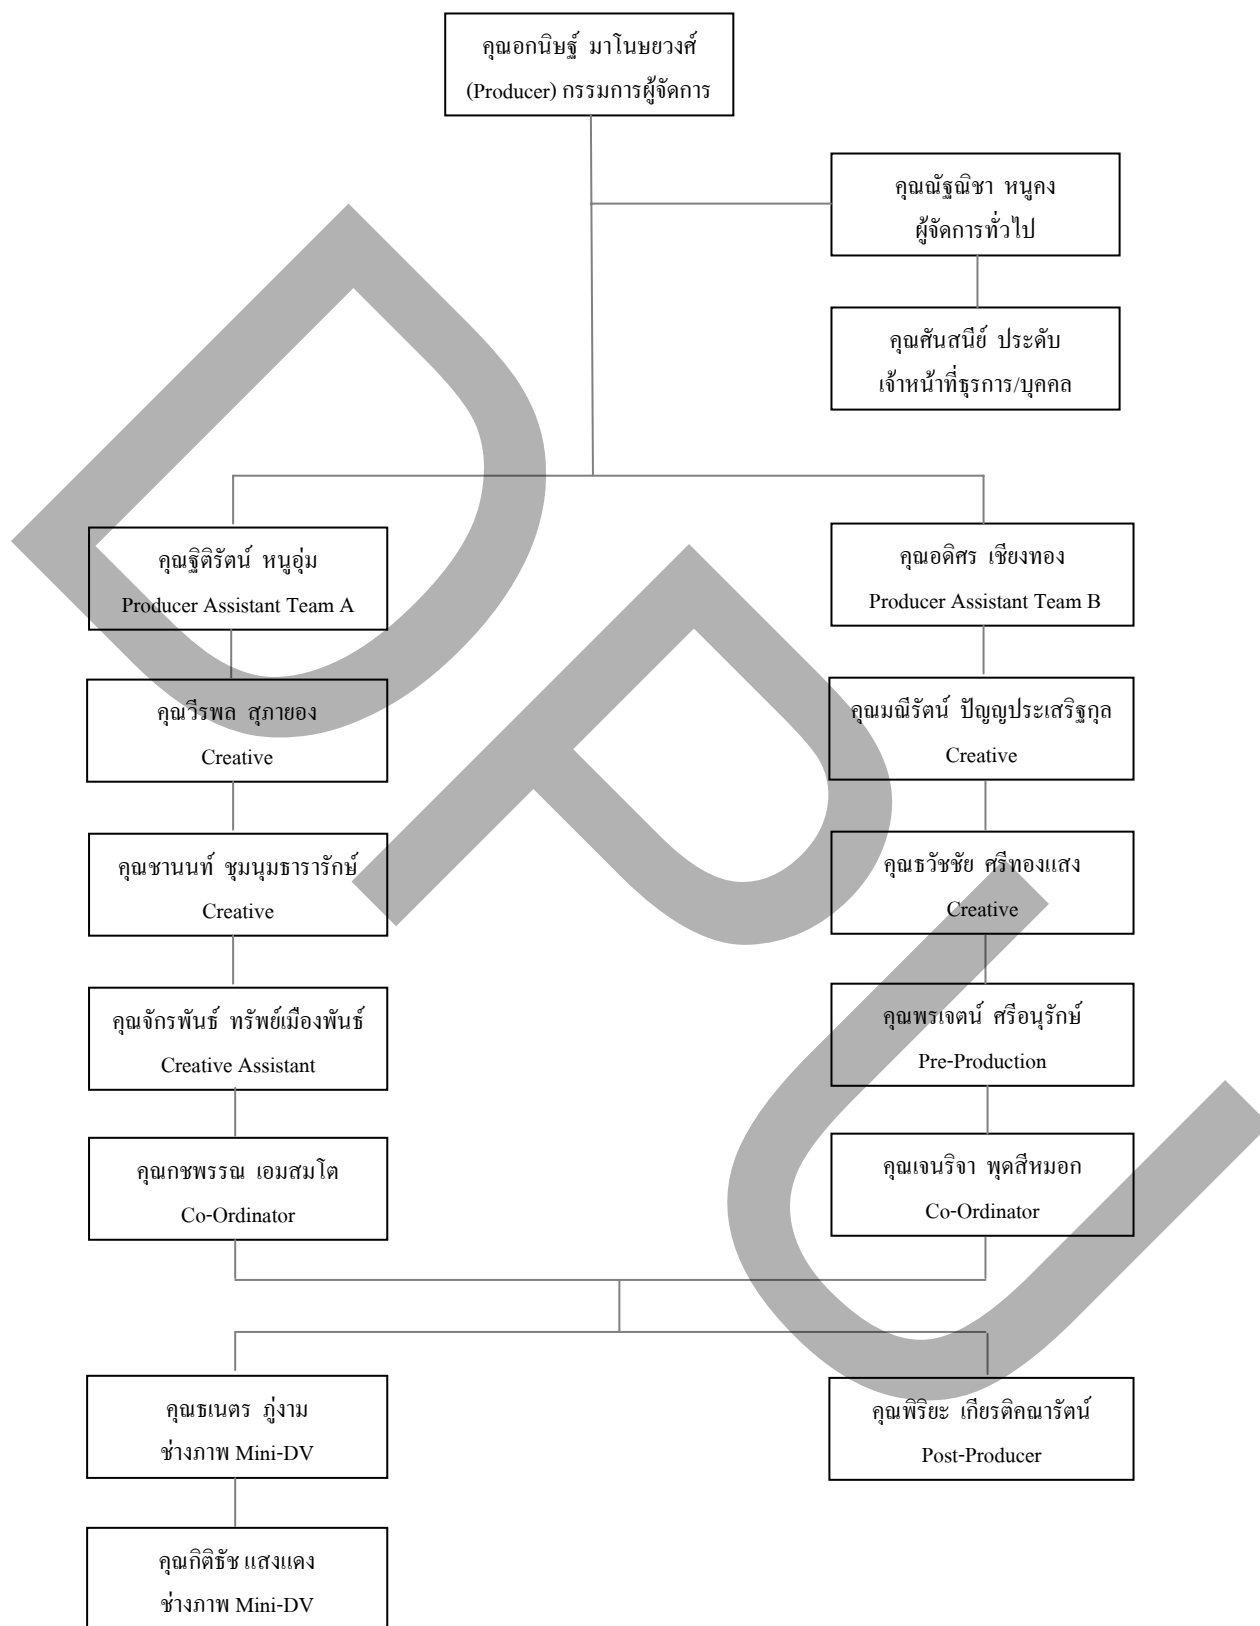 คุณอกนิษฐ์ มาโนษยวงศ์
(Producer) กรรมการผู้จัดการ
คุณณัฐณิชา หนูคง
ผู้จัดการทั่วไป
คุณศันสนีย์ ประดับ
เจ้าหน้าที่ธุรการ/บุคคล
คุณฐิติรัตน์ หนูอุ่ม
Producer Assistant Team A
คุณอดิศร เชียงทอง
Producer Assistant Team B
คุณวีรพล สุภายอง
Creative
คุณมณีรัตน์ ปัญญประเสริฐกุล
Creative
คุณชานนท์ ชุมนุมธารารักษ์
Creative
คุณธวัชชัย ศรีทองแสง
Creative
คุณจักรพันธ์ ทรัพย์เมืองพันธ์
Creative Assistant
คุณพรเจตน์ ศรีอนุรักษ์
Pre-Production
คุณกชพรรณ เอมสมโต
Co-Ordinator
คุณเจนริจา พุดสีหมอก
Co-Ordinator
คุณธเนตร ภู่งาม
ช่างภาพ Mini-DV
คุณพิริยะ เกียรติคณารัตน์
Post-Producer
คุณกิติธัช แสงแดง
ช่างภาพ Mini-DV
DPU